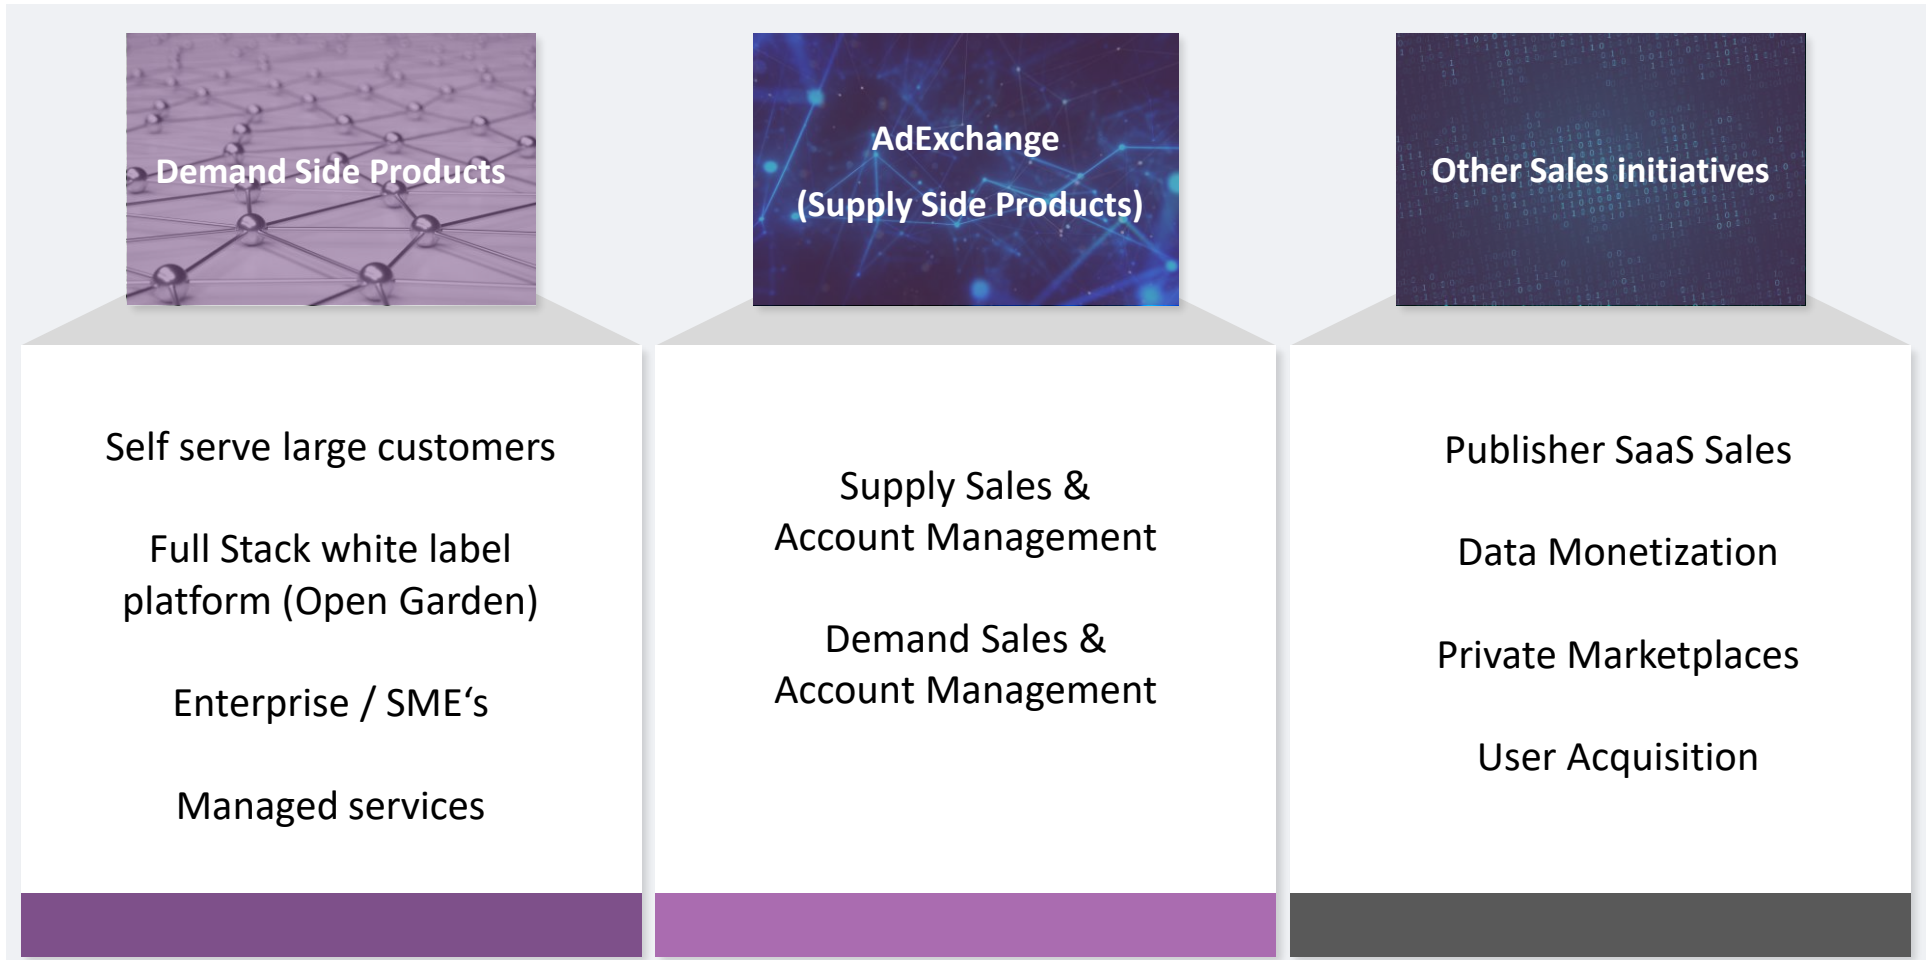 Demand Side Products
Self serve large customers
Full Stack white label
platform (Open Garden)
Enterprise / SME‘s
Managed services
AdExchange
(Supply Side Products)
Supply Sales &
Account Management
Demand Sales &
Account Management
Other Sales initiatives
Publisher SaaS Sales
Data Monetization
Private Marketplaces
User Acquisition